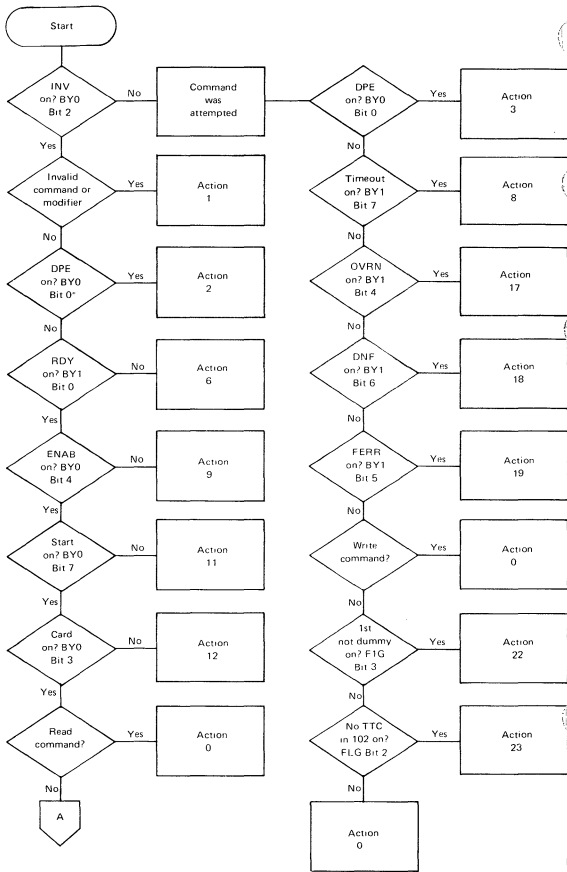 Start
INV
on? BY0
Bit 2
No
Yes
Command
was
attempted
Invalid
command or
modifier
Yes
No
Action
1
DPE
on? BY0
Bit 0*
Yes
No
Action
2
RDY
on? BY1
Bit 0
No
Yes
Action
6
ENAB
on? BY0
Bit 4
No
Yes
Action
9
Start
on? BY0
Bit 7
No
Yes
Action
11
Card
on? BY0
Bit 3
No
Yes
Action
12
Read
command?
Yes
No
Action
0
A
DPE
on? BY0
Bit 0
Yes
No
Action
3
Timeout
on? BY1
Bit 7
Yes
No
Action
8
OVRN
on? BY1
Bit 4
Yes
No
Action
17
DNF
on? BY1
Bit 6
Yes
No
Action
18
FERR
on? BY1
Bit 5
Yes
No
Action
19
Write
command?
Yes
No
Action
0
1st
not dummy
on? F1G
Bit 3
Yes
No
Action
22
No TTC
in 102 on?
FLG Bit 2
Yes
No
Action
23
Action
0